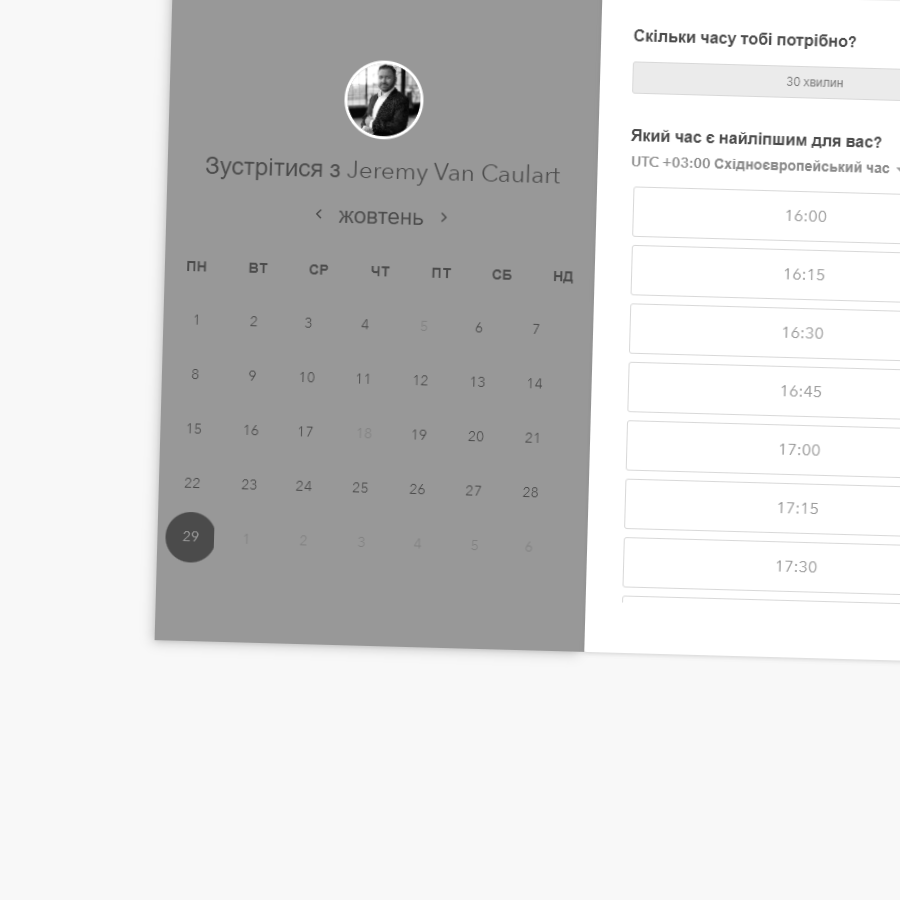 Зустрітися з Jeremy Van Caulart
жовтень
ПН ВТ СР ЧТ ПТ СБ НД
1 2 3 4 5 6 7
8 9 10 11 12 13 14
15 16 17 18 19 20 21
22 23 24 25 26 27 28
29 1 2 3 4 5 6
Скільки часу тобі потрібно?
30 хвилин
Який час є найліпшим для вас?
UTC +03:00 Східноєвропейський час
16:00
16:15
16:30
16:45
17:00
17:15
17:30